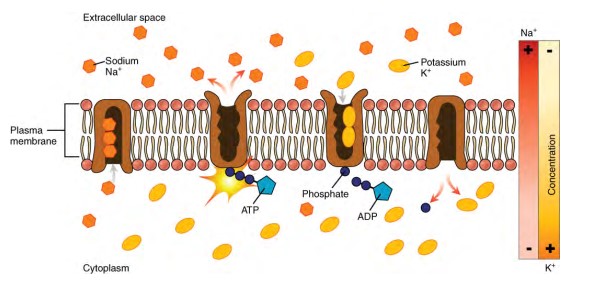 Extracellular space
Na+
+
-
Sodium
Na+
Potassium
K+
Plasma
membrane
Concentration
Phosphate
ATP
ADP
-
+
Cytoplasm
K+